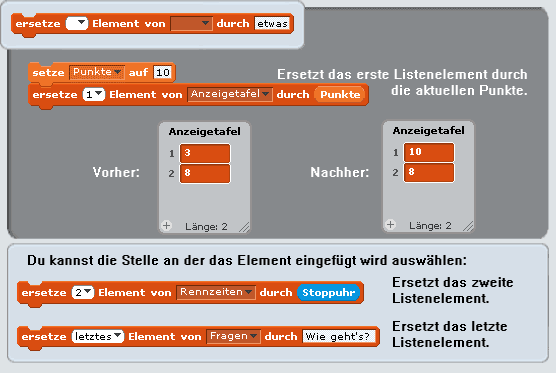 ersetze Element von durch etwas
setze Punkte auf 10
ersetze 1 Element von Anzeigetafel durch Punkte
Ersetzt das erste Listenelement durch
die aktuellen Punkte.
Vorher:
Anzeigetafel
1 3
2 8
+ Länge: 2
Nachher:
Anzeigetafel
1 10
2 8
+ Länge: 2
Du kannst die Stelle an der das Element eingefügt wird auswählen:
ersetze 2 Element von Rennzeiten durch Stoppuhr
Ersetzt das zweite
Listenelement.
ersetze letztes Element von Fragen durch Wie geht's?
Ersetzt das letzte
Listenelement.